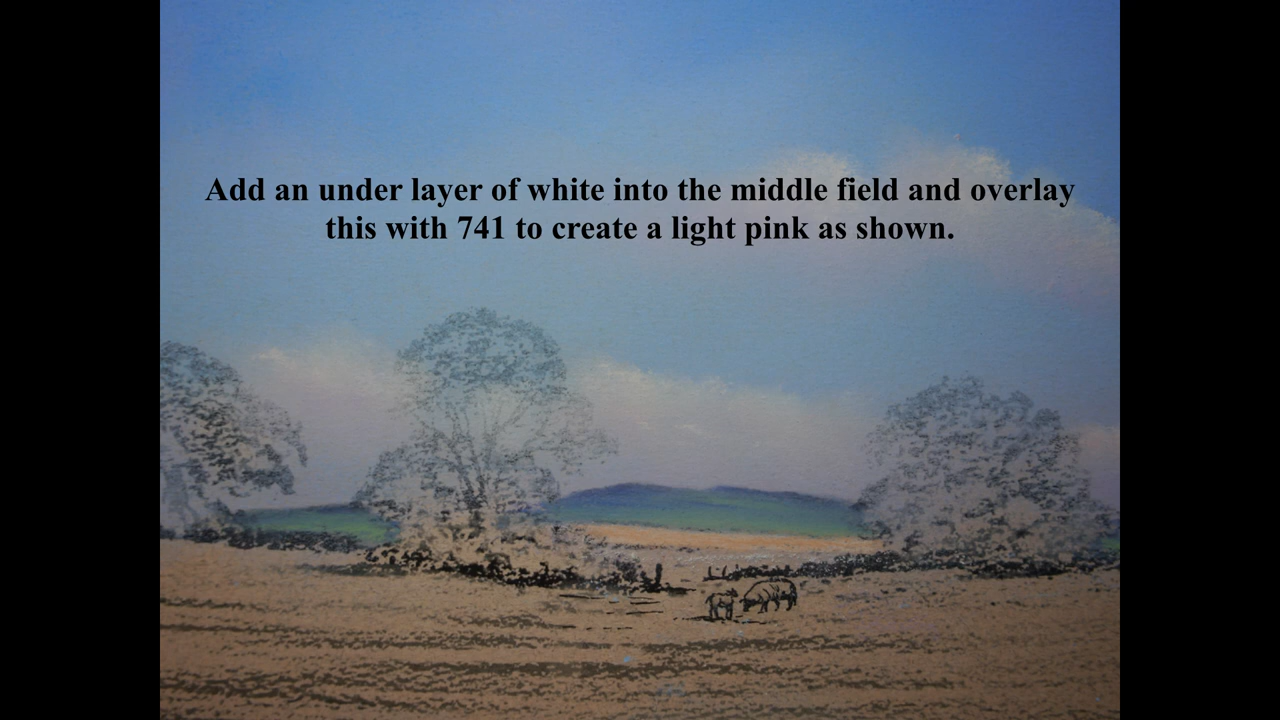 Add an under layer of white into the middle field and overlay
this with 741 to create a light pink as shown.